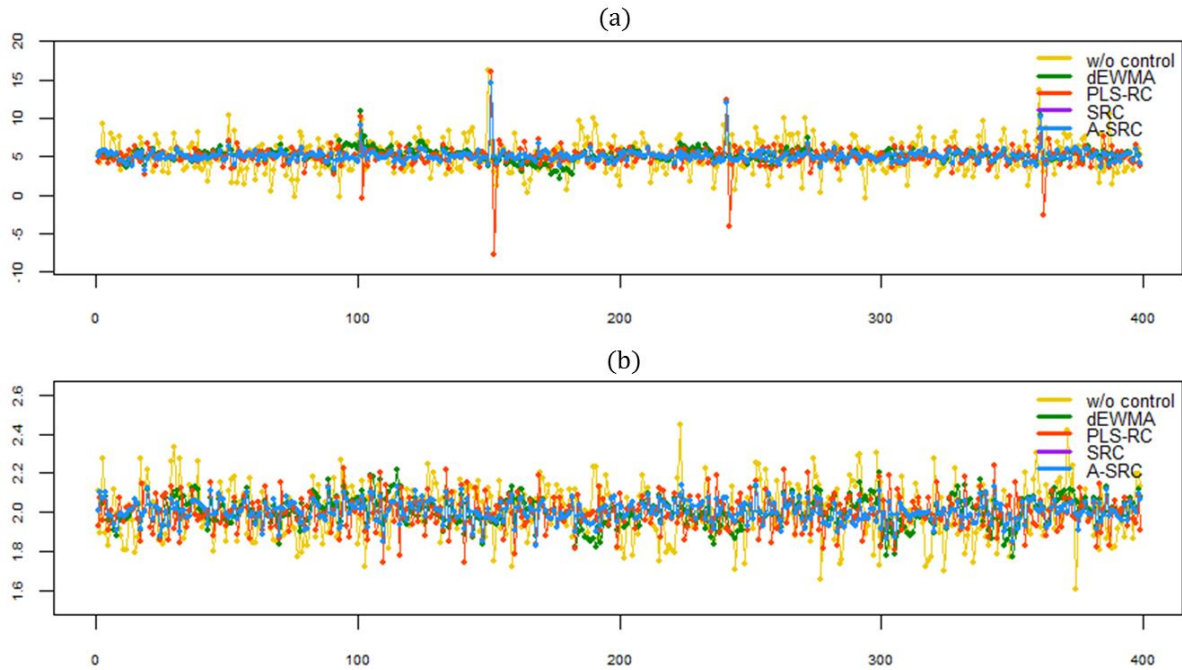 (a)
20
15
10
5
0
-5
-10
w/o control
dEWMA
PLS-RC
SRC
A-SRC
0 100 200 300 400
(b)
2.6
2.4
2.2
2.0
1.8
1.6
w/o control
dEWMA
PLS-RC
SRC
A-SRC
0 100 200 300 400